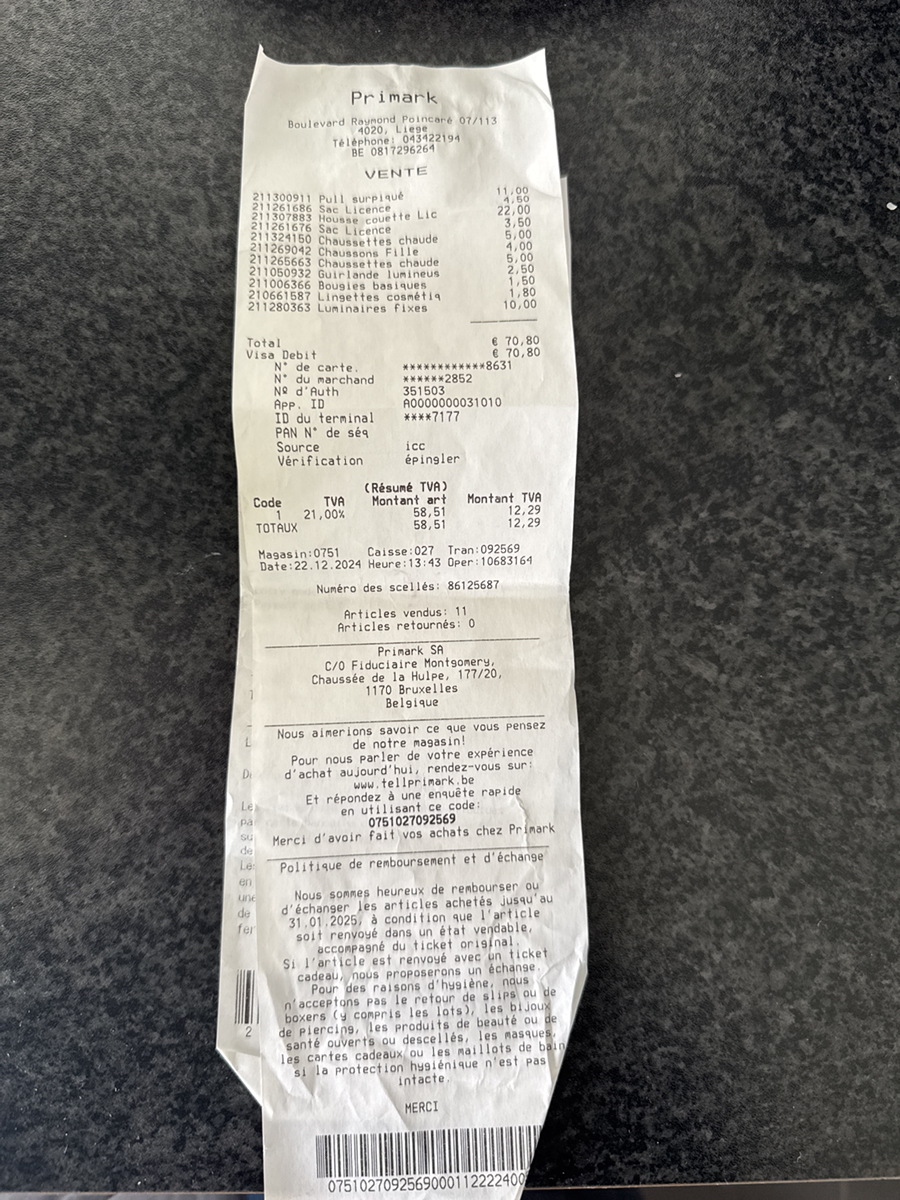 Primark
Boulevard Raymond Poincaré 07/113
4020, Liege
Téléphone: 043422194
BE 0817296264
VENTE
211300911 Pull surpiqué 11,00
211261686 Sac Licence 4,50
211307883 Housse couette Lic 22,00
211261676 Sac Licence 3,50
211324150 Chaussettes chaude 5,00
211269042 Chaussons Fille 4,00
211265663 Chaussettes chaude 5,00
211050932 Guirlande lumineus 2,50
211006366 Bougies basiques 1,50
210661587 Lingettes cosmétiq 1,80
211280363 Luminaires fixes 10,00
Total € 70,80
Visa Debit € 70,80
N° de carte. ************8631
N° du marchand ******2852
Nº d'Auth 351503
App. ID A0000000031010
ID du terminal ****7177
PAN N° de séq
Source icc
Vérification épingler
(Résumé TVA)
Code TVA Montant art Montant TVA
1 21,00% 58,51 12,29
TOTAUX 58,51 12,29
Magasin:0751 Caisse:027 Tran:092569
Date:22.12.2024 Heure:13:43 Oper:10683164
Numéro des scellés: 86125687
Articles vendus: 11
Articles retournés: 0
Primark SA
C/O Fiduciaire Montgomery,
Chaussée de la Hulpe, 177/20,
1170 Bruxelles
Belgique
Nous aimerions savoir ce que vous pensez
de notre magasin!
Pour nous parler de votre expérience
d'achat aujourd'hui, rendez-vous sur:
www.tellprimark.be
Et répondez à une enquête rapide
en utilisant ce code:
0751027092569
Merci d'avoir fait vos achats chez Primark
Politique de remboursement et d'échange
Nous sommes heureux de rembourser ou
d'échanger les articles achetés jusqu'au
31.01.2025, à condition que l'article
soit renvoyé dans un état vendable,
accompagné du ticket original.
Si l'article est renvoyé avec un ticket
cadeau, nous proposerons un échange.
Pour des raisons d'hygiène, nous
n'acceptons pas le retour de slips ou de
boxers (y compris les lots), les bijoux
de piercing, les produits de beauté ou de
santé ouverts ou descellés, les masques,
les cartes cadeaux ou les maillots de bain
si la protection hygiénique n'est pas
intacte.
MERCI
075102709256900011222240